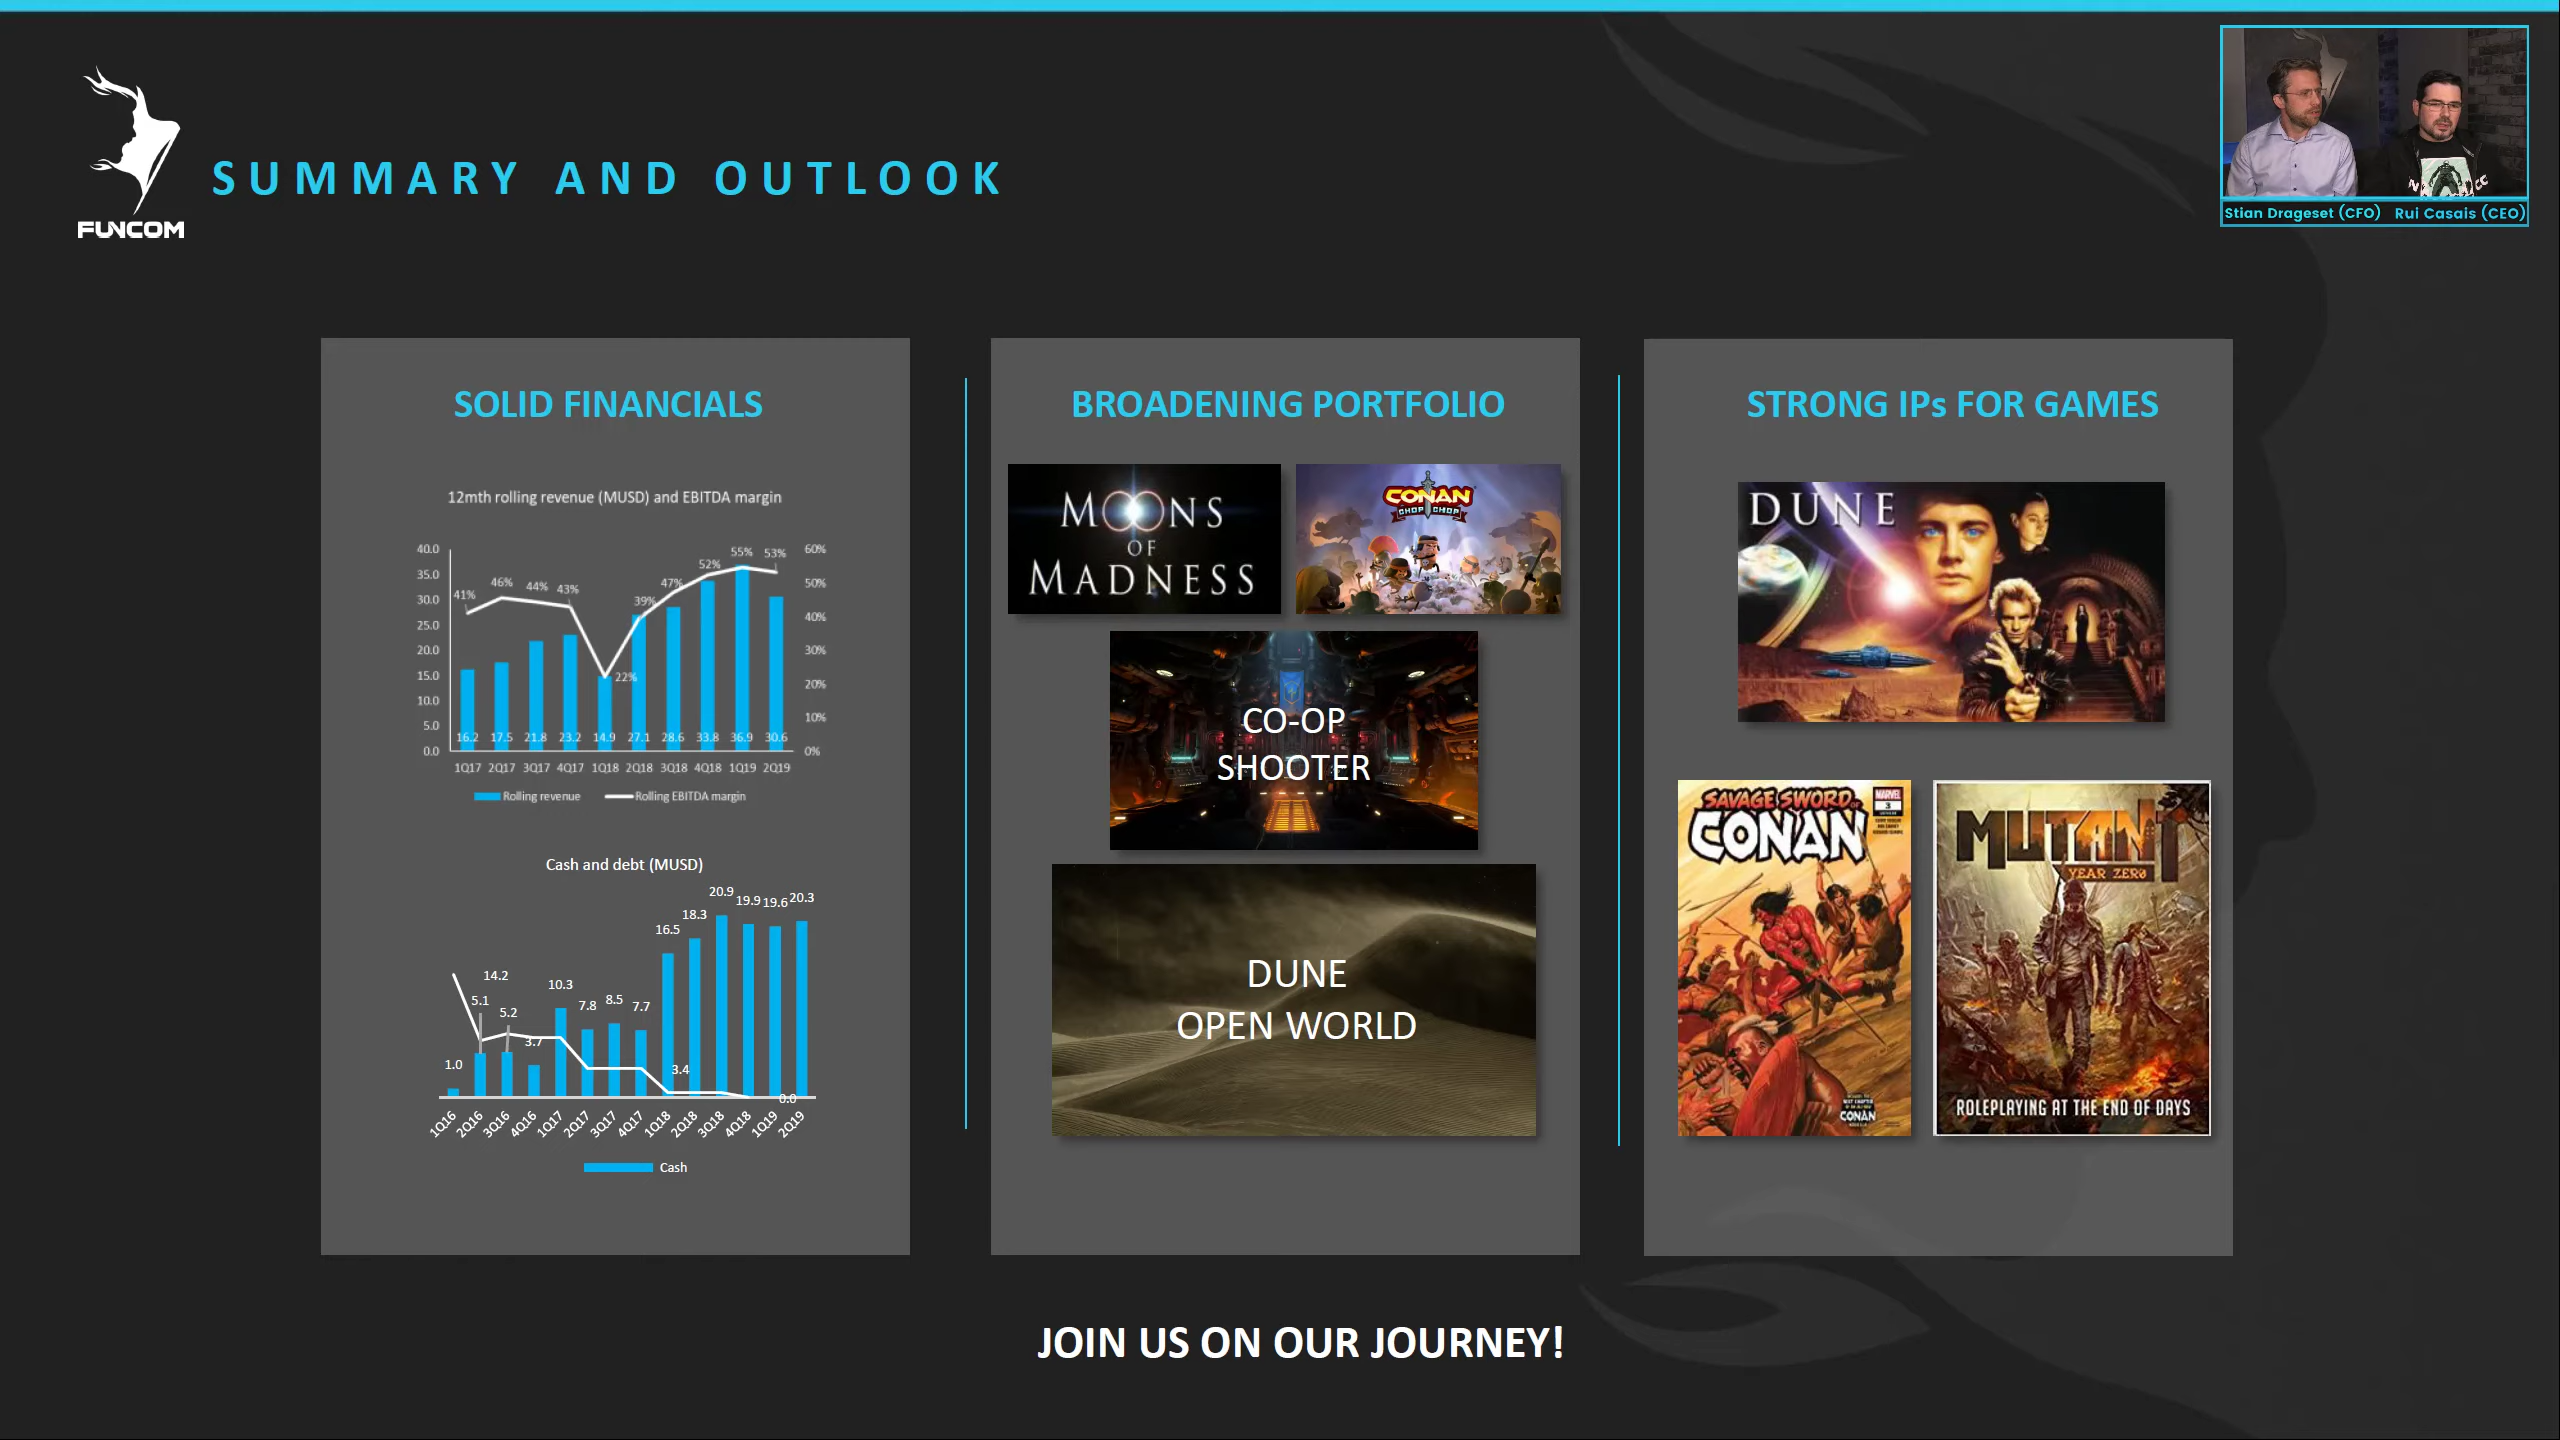 FUNCOM
SUMMARY AND OUTLOOK
Stian Drageset (CFO) Rui Casais (CEO)
SOLID FINANCIALS
12mth rolling revenue (MUSD) and EBITDA margin
40.0
35.0
30.0
25.0
20.0
15.0
10.0
5.0
0.0
60%
50%
40%
30%
20%
10%
0%
41% 46% 44% 43% 22% 39% 47% 52% 55% 53%
16.2 17.5 21.8 23.2 14.9 27.1 28.6 33.8 36.9 30.6
1Q17 2Q17 3Q17 4Q17 1Q18 2Q18 3Q18 4Q18 1Q19 2Q19
Rolling revenue Rolling EBITDA margin
Cash and debt (MUSD)
1.0 5.1 5.2 3.7 10.3 7.8 8.5 7.7 16.5 18.3 20.9 19.9 19.6 20.3
14.2 3.4 0.0
1Q16 2Q16 3Q16 4Q16 1Q17 2Q17 3Q17 4Q17 1Q18 2Q18 3Q18 4Q18 1Q19 2Q19
Cash
BROADENING PORTFOLIO
MOONS
OF
MADNESS
CONAN
CHOP CHOP
CO-OP
SHOOTER
DUNE
OPEN WORLD
STRONG IPs FOR GAMES
DUNE
SAVAGE SWORD OF
CONAN
MARVEL
3
CONAN
MUTANT
YEAR ZERO
ROLEPLAYING AT THE END OF DAYS
JOIN US ON OUR JOURNEY!